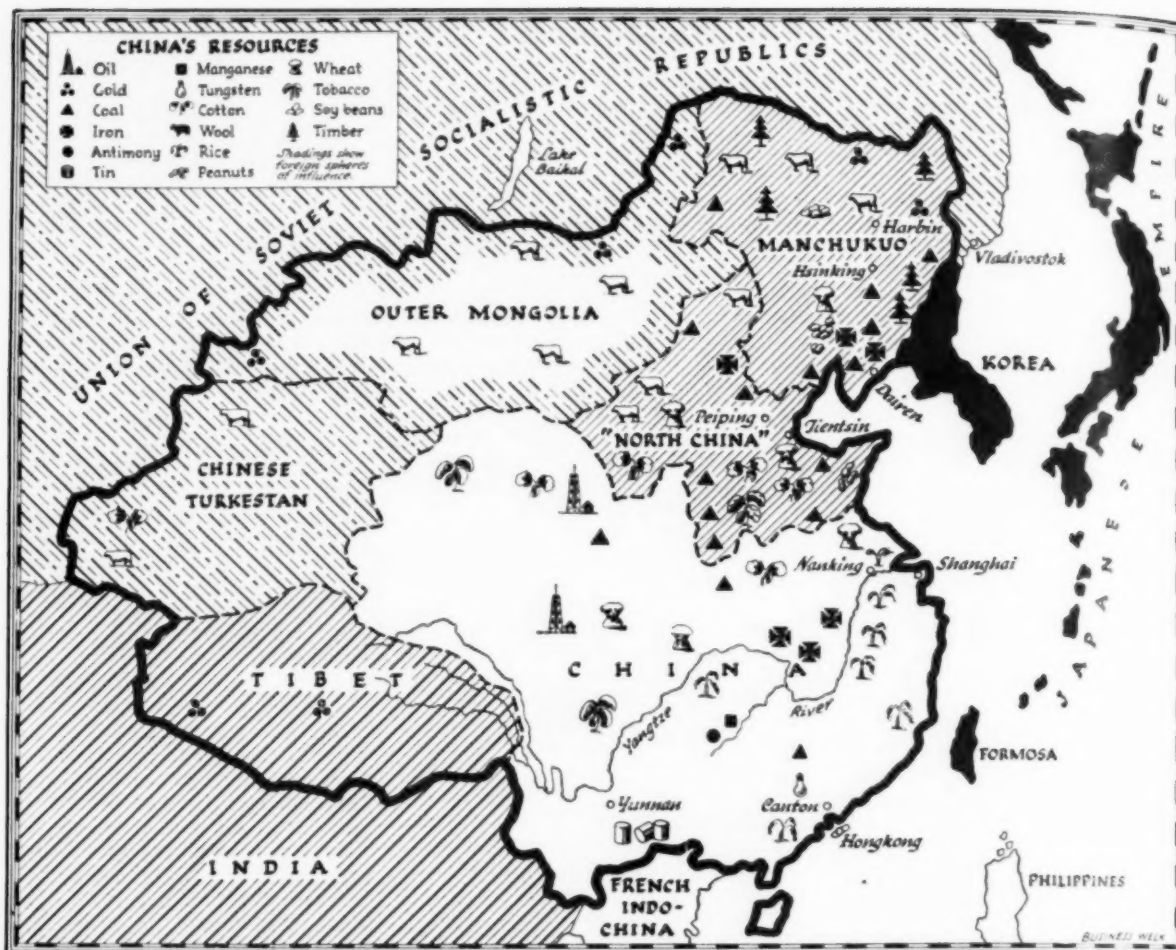 CHINA'S RESOURCES
Oil
Gold
Coal
Iron
Antimony
Tin
Manganese
Tungsten
Cotton
Wool
Rice
Peanuts
Wheat
Tobacco
Soy beans
Timber
Shadings show
foreign spheres
of influence.
UNION OF SOVIET SOCIALISTIC REPUBLICS
Lake
Baikal
OUTER MONGOLIA
MANCHUKUO
Harbin
Hsinking
Vladivostok
KOREA
Dairen
Peiping
Tientsin
"NORTH CHINA"
CHINESE
TURKESTAN
Nanking
Shanghai
JAPANESE EMPIRE
CHINA
TIBET
Yangtze River
FORMOSA
Yunnan
Canton
Hongkong
INDIA
FRENCH
INDO-
CHINA
PHILIPPINES
BUSINESS WEEK